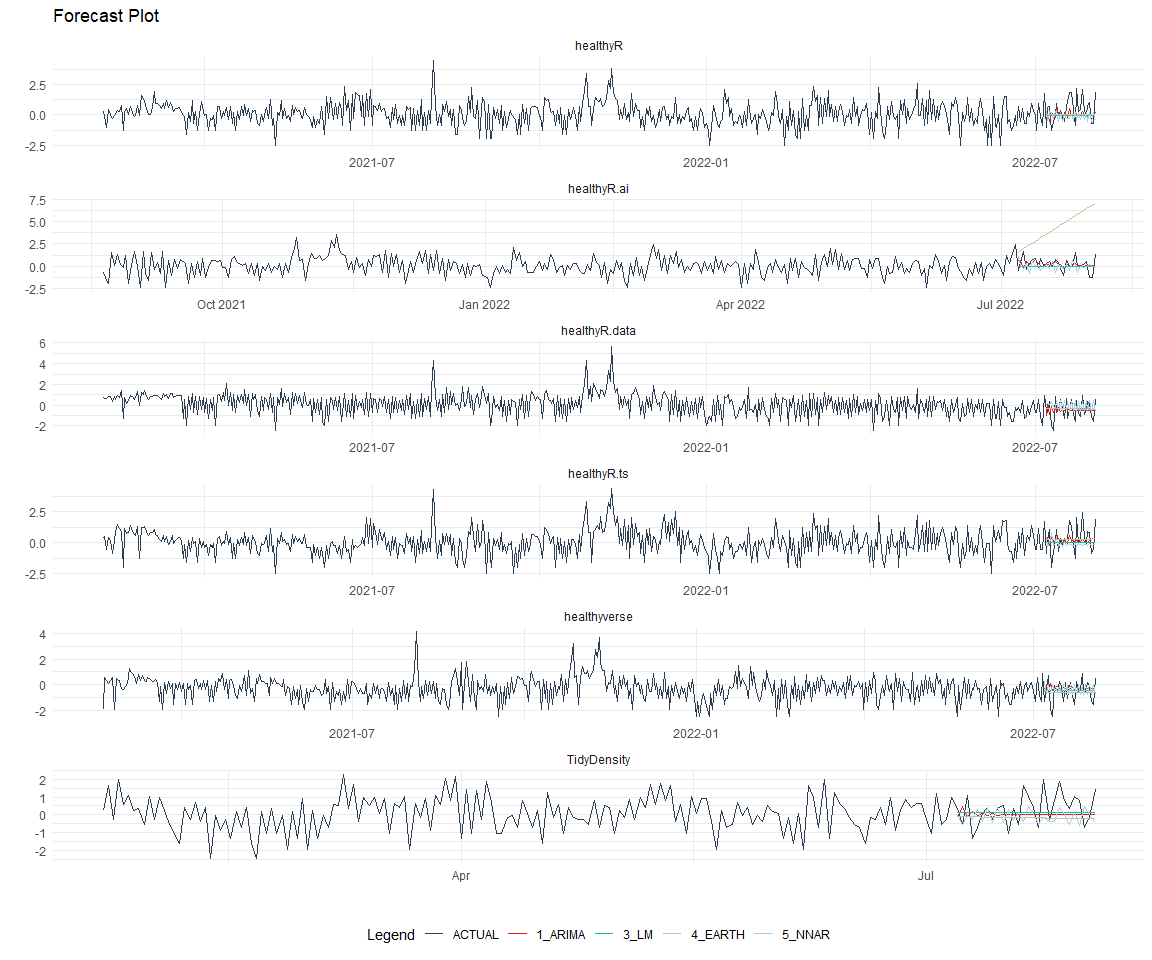 Forecast Plot
healthyR
2.5
0.0
-2.5
2021-07 2022-01 2022-07
healthyR.ai
7.5
5.0
2.5
0.0
-2.5
Oct 2021 Jan 2022 Apr 2022 Jul 2022
healthyR.data
6
4
2
0
-2
2021-07 2022-01 2022-07
healthyR.ts
2.5
0.0
-2.5
2021-07 2022-01 2022-07
healthyverse
4
2
0
-2
2021-07 2022-01 2022-07
TidyDensity
2
1
0
-1
-2
Apr Jul
Legend ACTUAL 1_ARIMA 3_LM 4_EARTH 5_NNAR